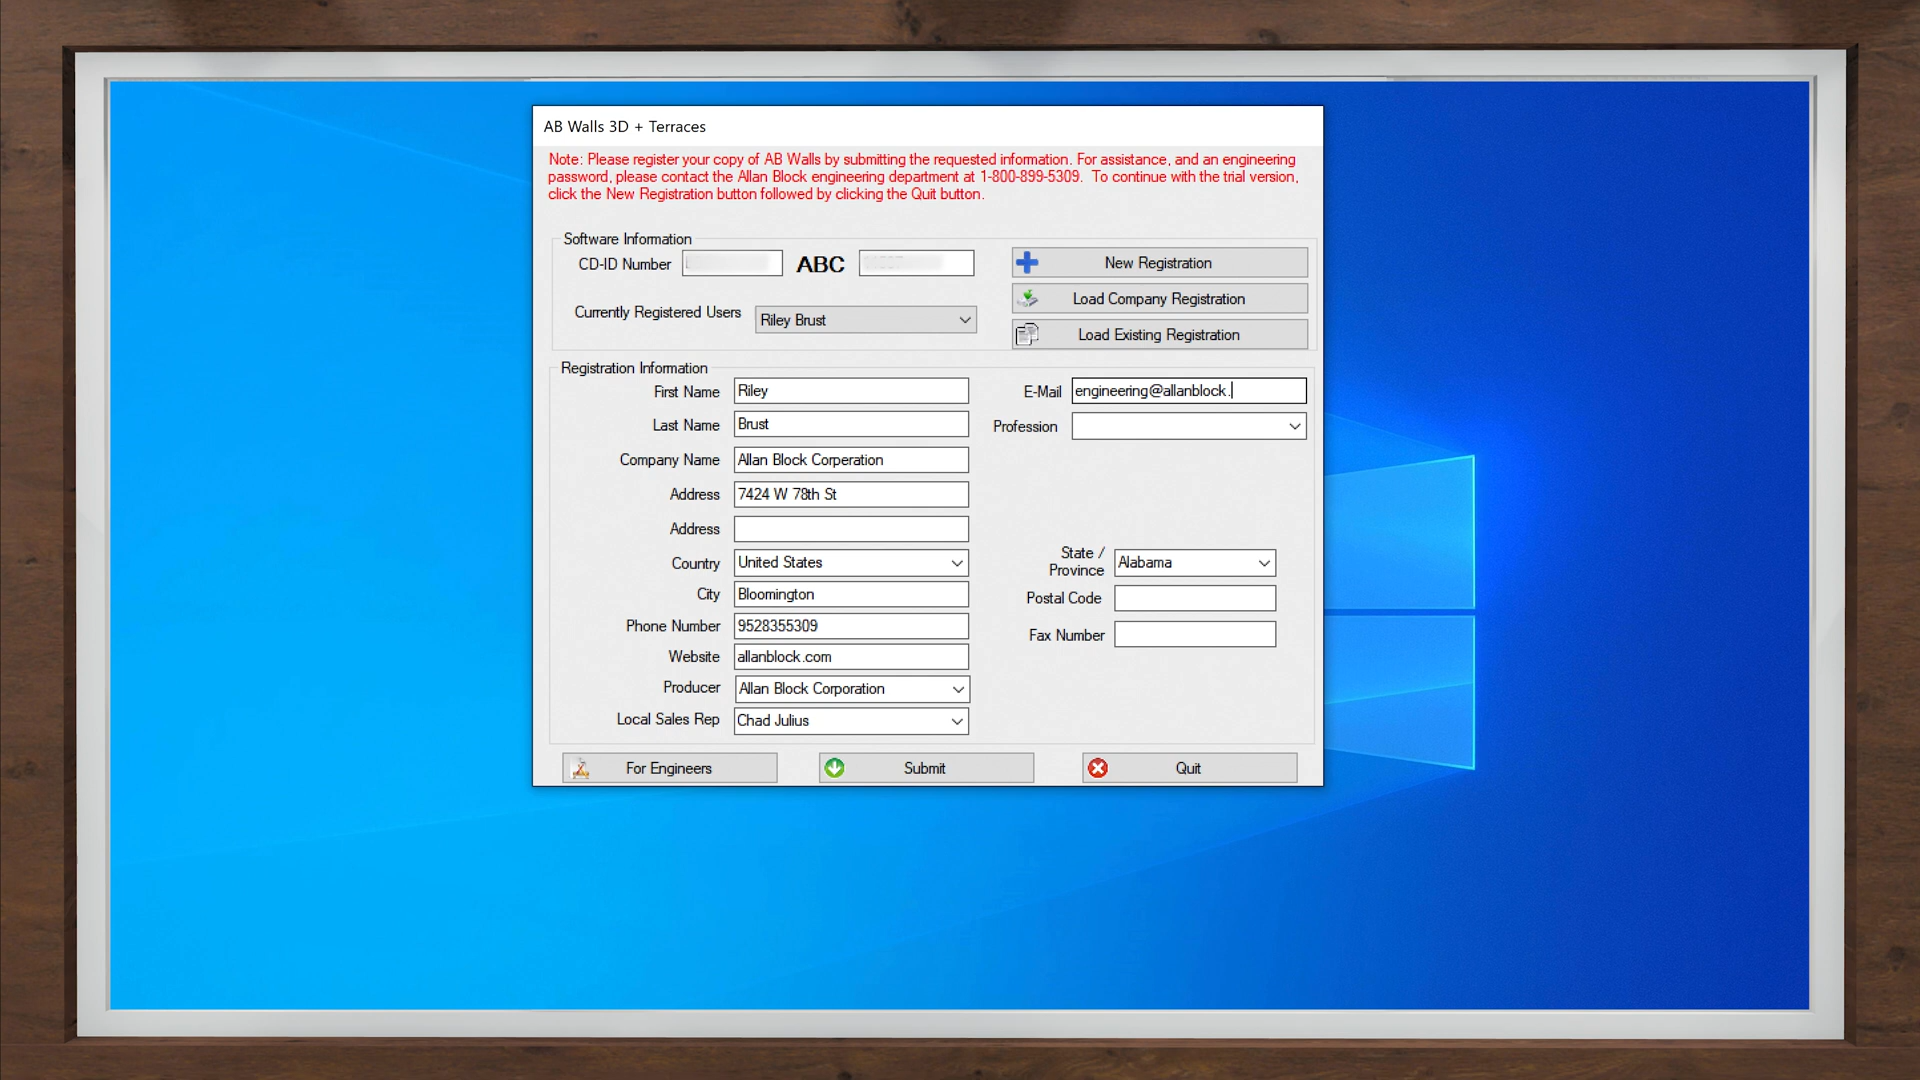 AB Walls 3D + Terraces
Note: Please register your copy of AB Walls by submitting the requested information. For assistance, and an engineering
password, please contact the Allan Block engineering department at 1-800-899-5309. To continue with the trial version,
click the New Registration button followed by clicking the Quit button.
Software Information
CD-ID Number
ABC
New Registration
Load Company Registration
Currently Registered Users
Riley Brust
Load Existing Registration
Registration Information
First Name Riley
E-Mail engineering@allanblock.
Last Name Brust
Profession
Company Name Allan Block Corperation
Address 7424 W 78th St
Address
Country United States
State /
Province Alabama
City Bloomington
Postal Code
Phone Number 9528355309
Fax Number
Website allanblock.com
Producer Allan Block Corporation
Local Sales Rep Chad Julius
For Engineers
Submit
Quit